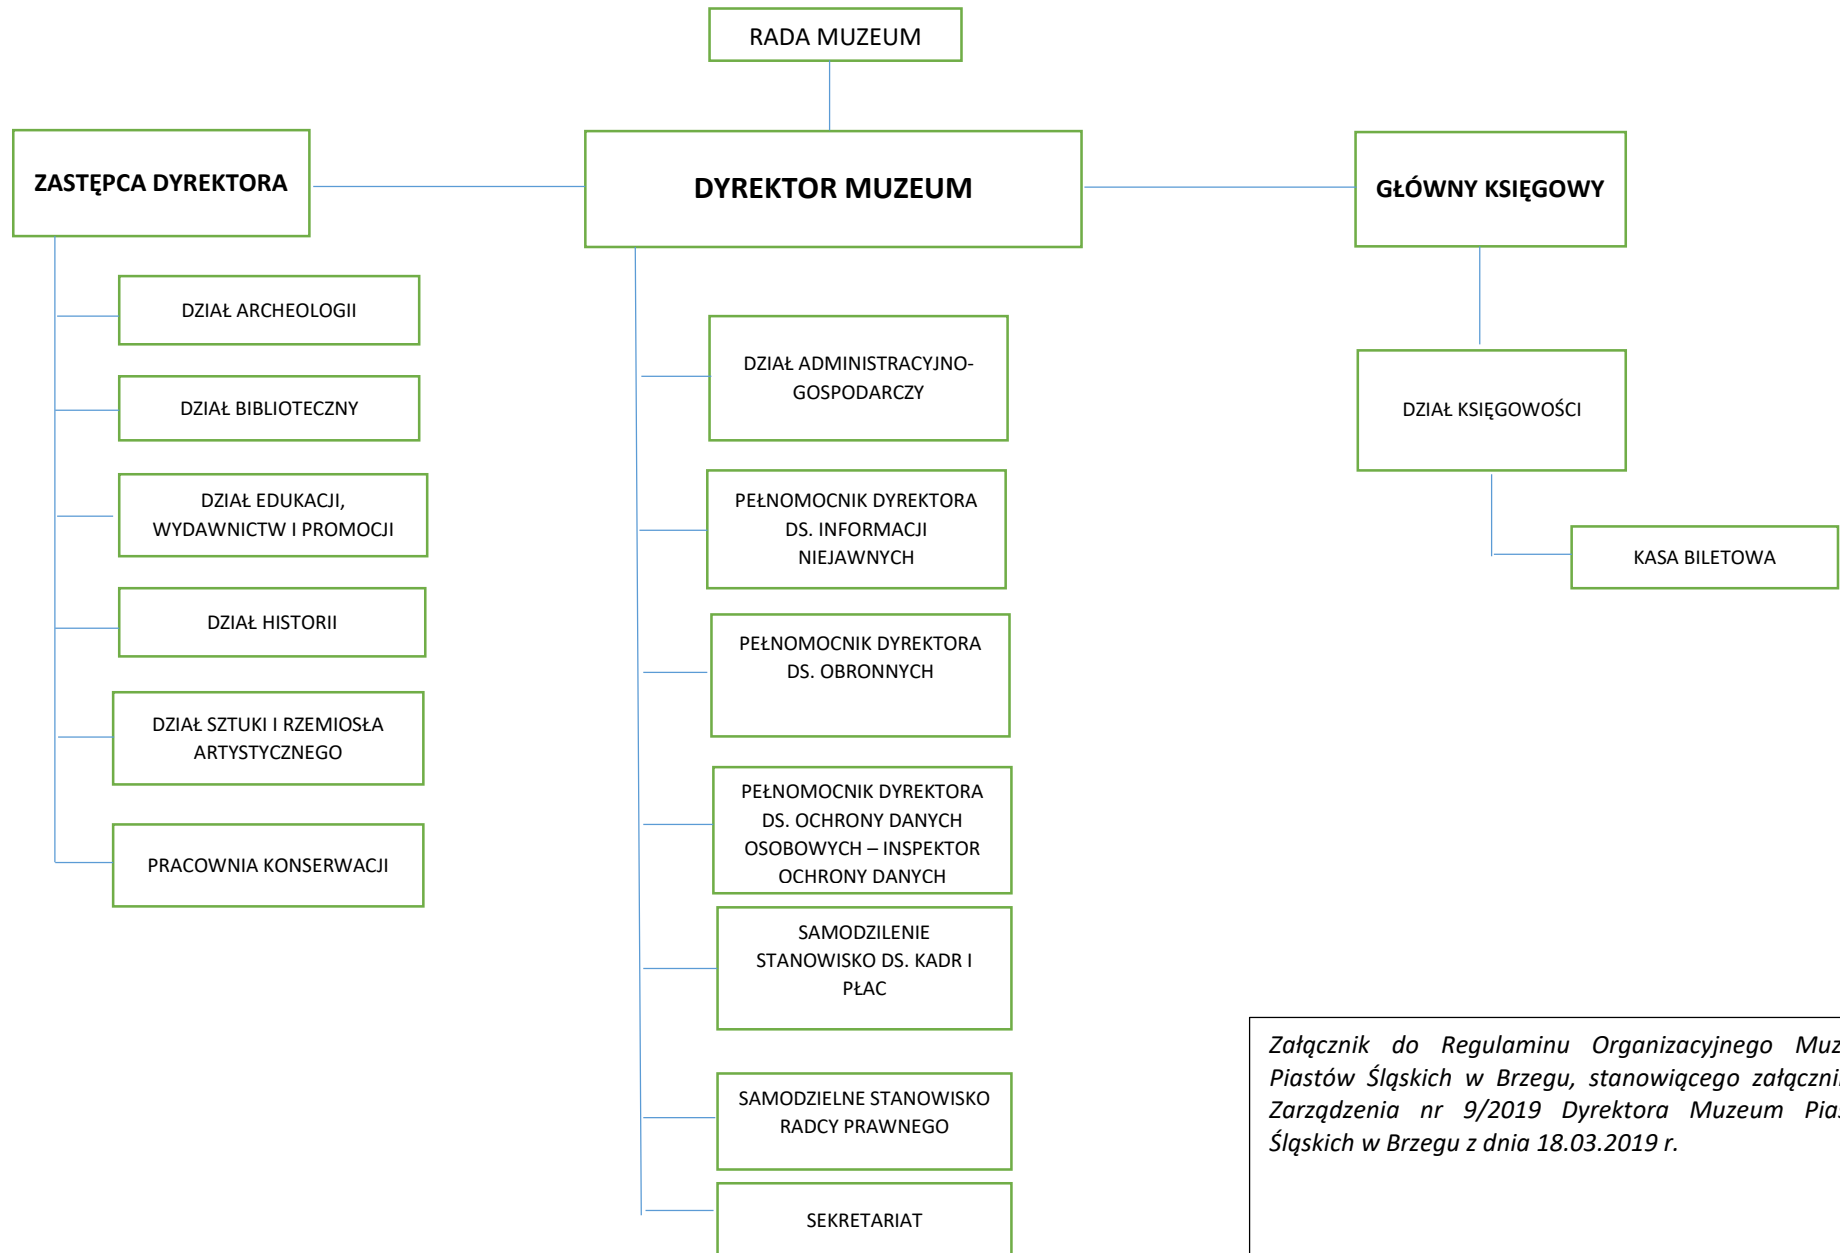 RADA MUZEUM
ZASTĘPCA DYREKTORA
DYREKTOR MUZEUM
GŁÓWNY KSIĘGOWY
DZIAŁ ARCHEOLOGII
DZIAŁ BIBLIOTECZNY
DZIAŁ EDUKACJI,
WYDAWNICTW I PROMOCJI
DZIAŁ HISTORII
DZIAŁ SZTUKI I RZEMIOSŁA
ARTYSTYCZNEGO
PRACOWNIA KONSERWACJI
DZIAŁ ADMINISTRACYJNO-
GOSPODARCZY
PEŁNOMOCNIK DYREKTORA
DS. INFORMACJI
NIEJAWNYCH
PEŁNOMOCNIK DYREKTORA
DS. OBRONNYCH
PEŁNOMOCNIK DYREKTORA
DS. OCHRONY DANYCH
OSOBOWYCH – INSPEKTOR
OCHRONY DANYCH
SAMODZILENIE
STANOWISKO DS. KADR I
PŁAC
SAMODZIELNE STANOWISKO
RADCY PRAWNEGO
SEKRETARIAT
DZIAŁ KSIĘGOWOŚCI
KASA BILETOWA
Załącznik do Regulaminu Organizacyjnego
Piastów Śląskich w Brzegu, stanowiącego
Zarządzenia nr 9/2019 Dyrektora Muzeum
Śląskich w Brzegu z dnia 18.03.2019 r.